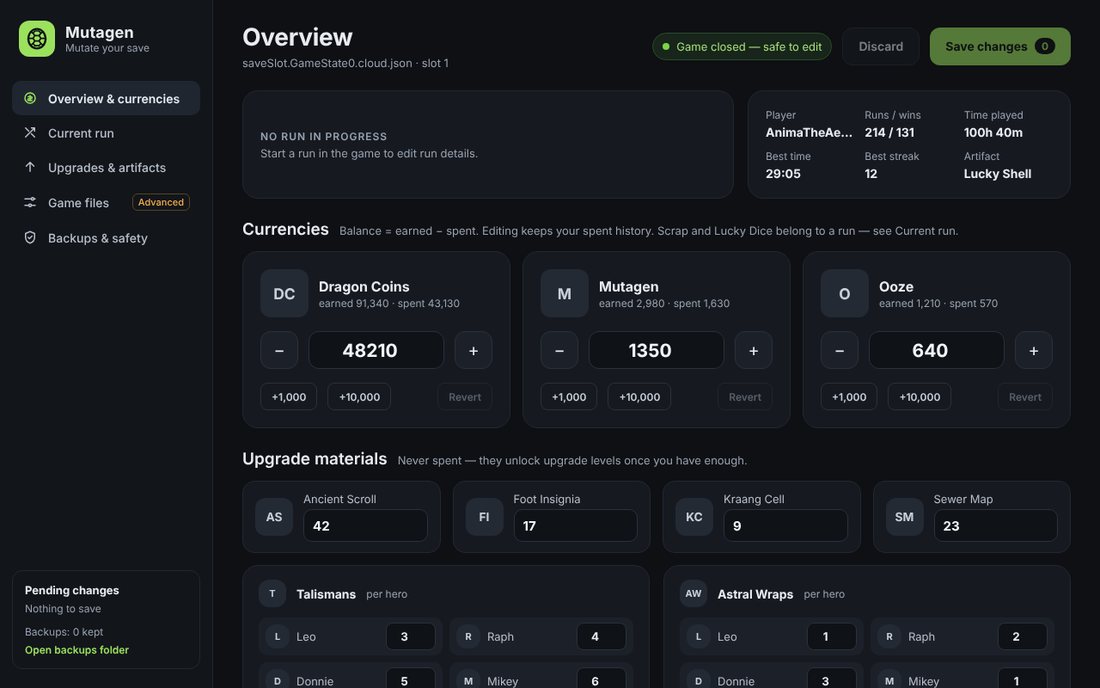 Mutagen
Mutate your save
Overview & currencies
Current run
Upgrades & artifacts
Game files
Advanced
Backups & safety
Pending changes
Nothing to save
Backups: 0 kept
Open backups folder
Overview
saveSlot.GameState0.cloud.json · slot 1
Game closed — safe to edit
Discard
Save changes 0
NO RUN IN PROGRESS
Start a run in the game to edit run details.
Player
AnimaTheAe...
Runs / wins
214 / 131
Time played
100h 40m
Best time
29:05
Best streak
12
Artifact
Lucky Shell
Currencies
Balance = earned − spent. Editing keeps your spent history. Scrap and Lucky Dice belong to a run — see Current run.
DC
Dragon Coins
earned 91,340 · spent 43,130
− 48210 +
+1,000 +10,000 Revert
M
Mutagen
earned 2,980 · spent 1,630
− 1350 +
+1,000 +10,000 Revert
O
Ooze
earned 1,210 · spent 570
− 640 +
+1,000 +10,000 Revert
Upgrade materials
Never spent — they unlock upgrade levels once you have enough.
AS
Ancient Scroll
42
FI
Foot Insignia
17
KC
Kraang Cell
9
SM
Sewer Map
23
T Talismans per hero
L Leo 3
R Raph 4
D Donnie 5
M Mikey 6
AW Astral Wraps per hero
L Leo 1
R Raph 2
D Donnie 3
M Mikey 1